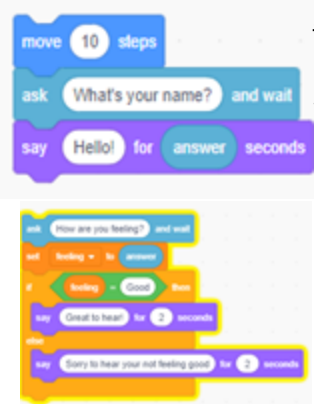 move 10 steps
ask What's your name? and wait
say Hello! for answer seconds
ask How are you feeling? and wait
set feeling to answer
if feeling = Good then
say Great to hear! for 2 seconds
else
say Sorry to hear your not feeling good for 2 seconds